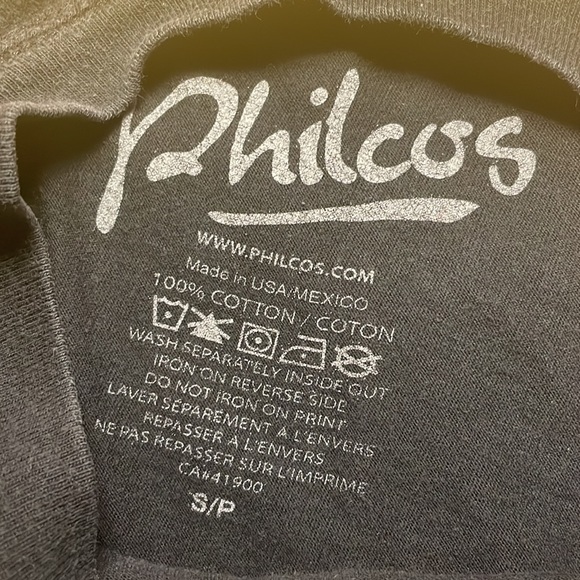 Philcos
WWW.PHILCOS.COM
Made in USA/MEXICO
100% COTTON / COTON
WASH SEPARATELY INSIDE OUT
IRON ON REVERSE SIDE
DO NOT IRON ON PRINT
LAVER SÉPARÉMENT À L'ENVERS
REPASSER À L'ENVERS
NE PAS REPASSER SUR L'IMPRIME
CA#41900
S/P